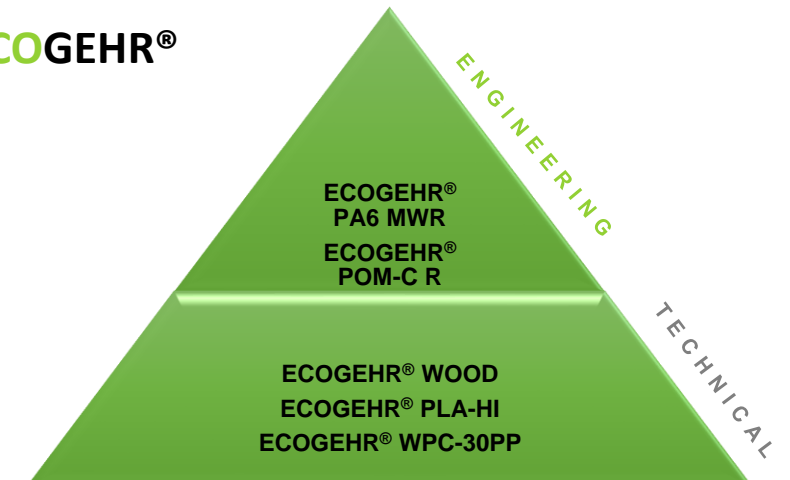 COGEHR®
ENGINEERING
ECOGEHR®
PA6 MWR
ECOGEHR®
POM-C R
TECHNICAL
ECOGEHR® WOOD
ECOGEHR® PLA-HI
ECOGEHR® WPC-30PP